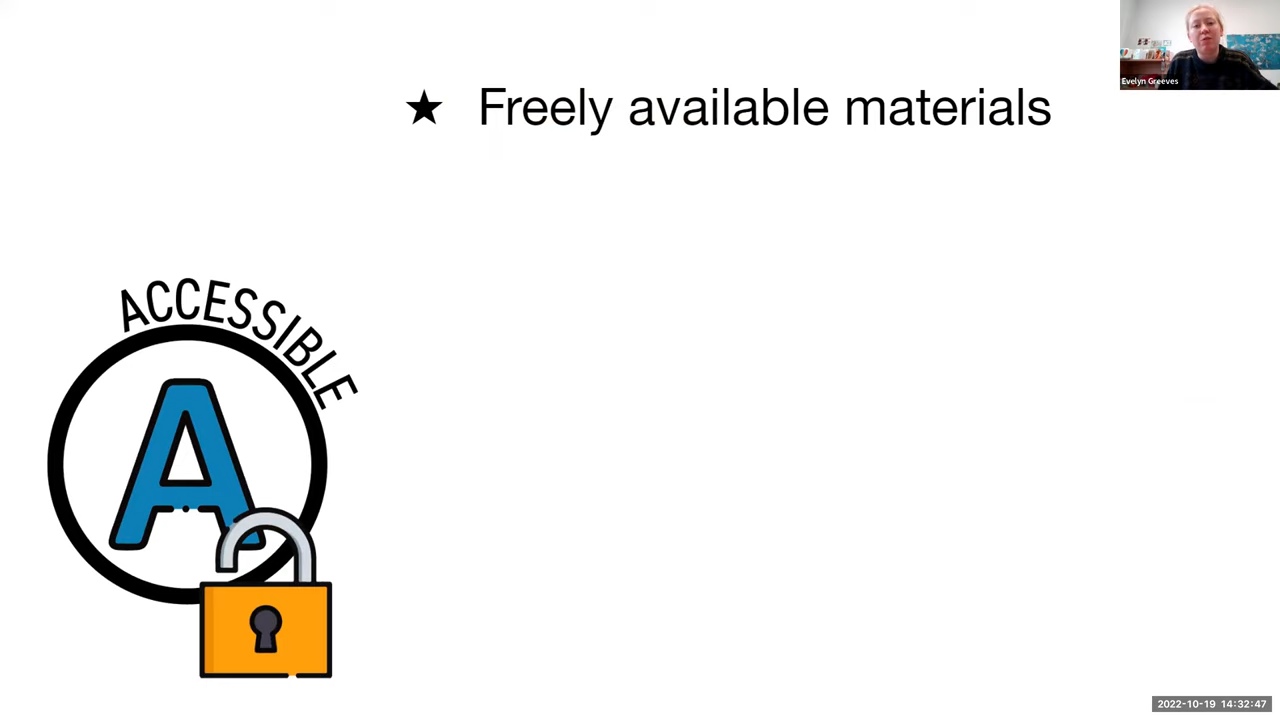 Evelyn Greeves
★ Freely available materials
ACCESSIBLE
A
2022-10-19 14:32:47